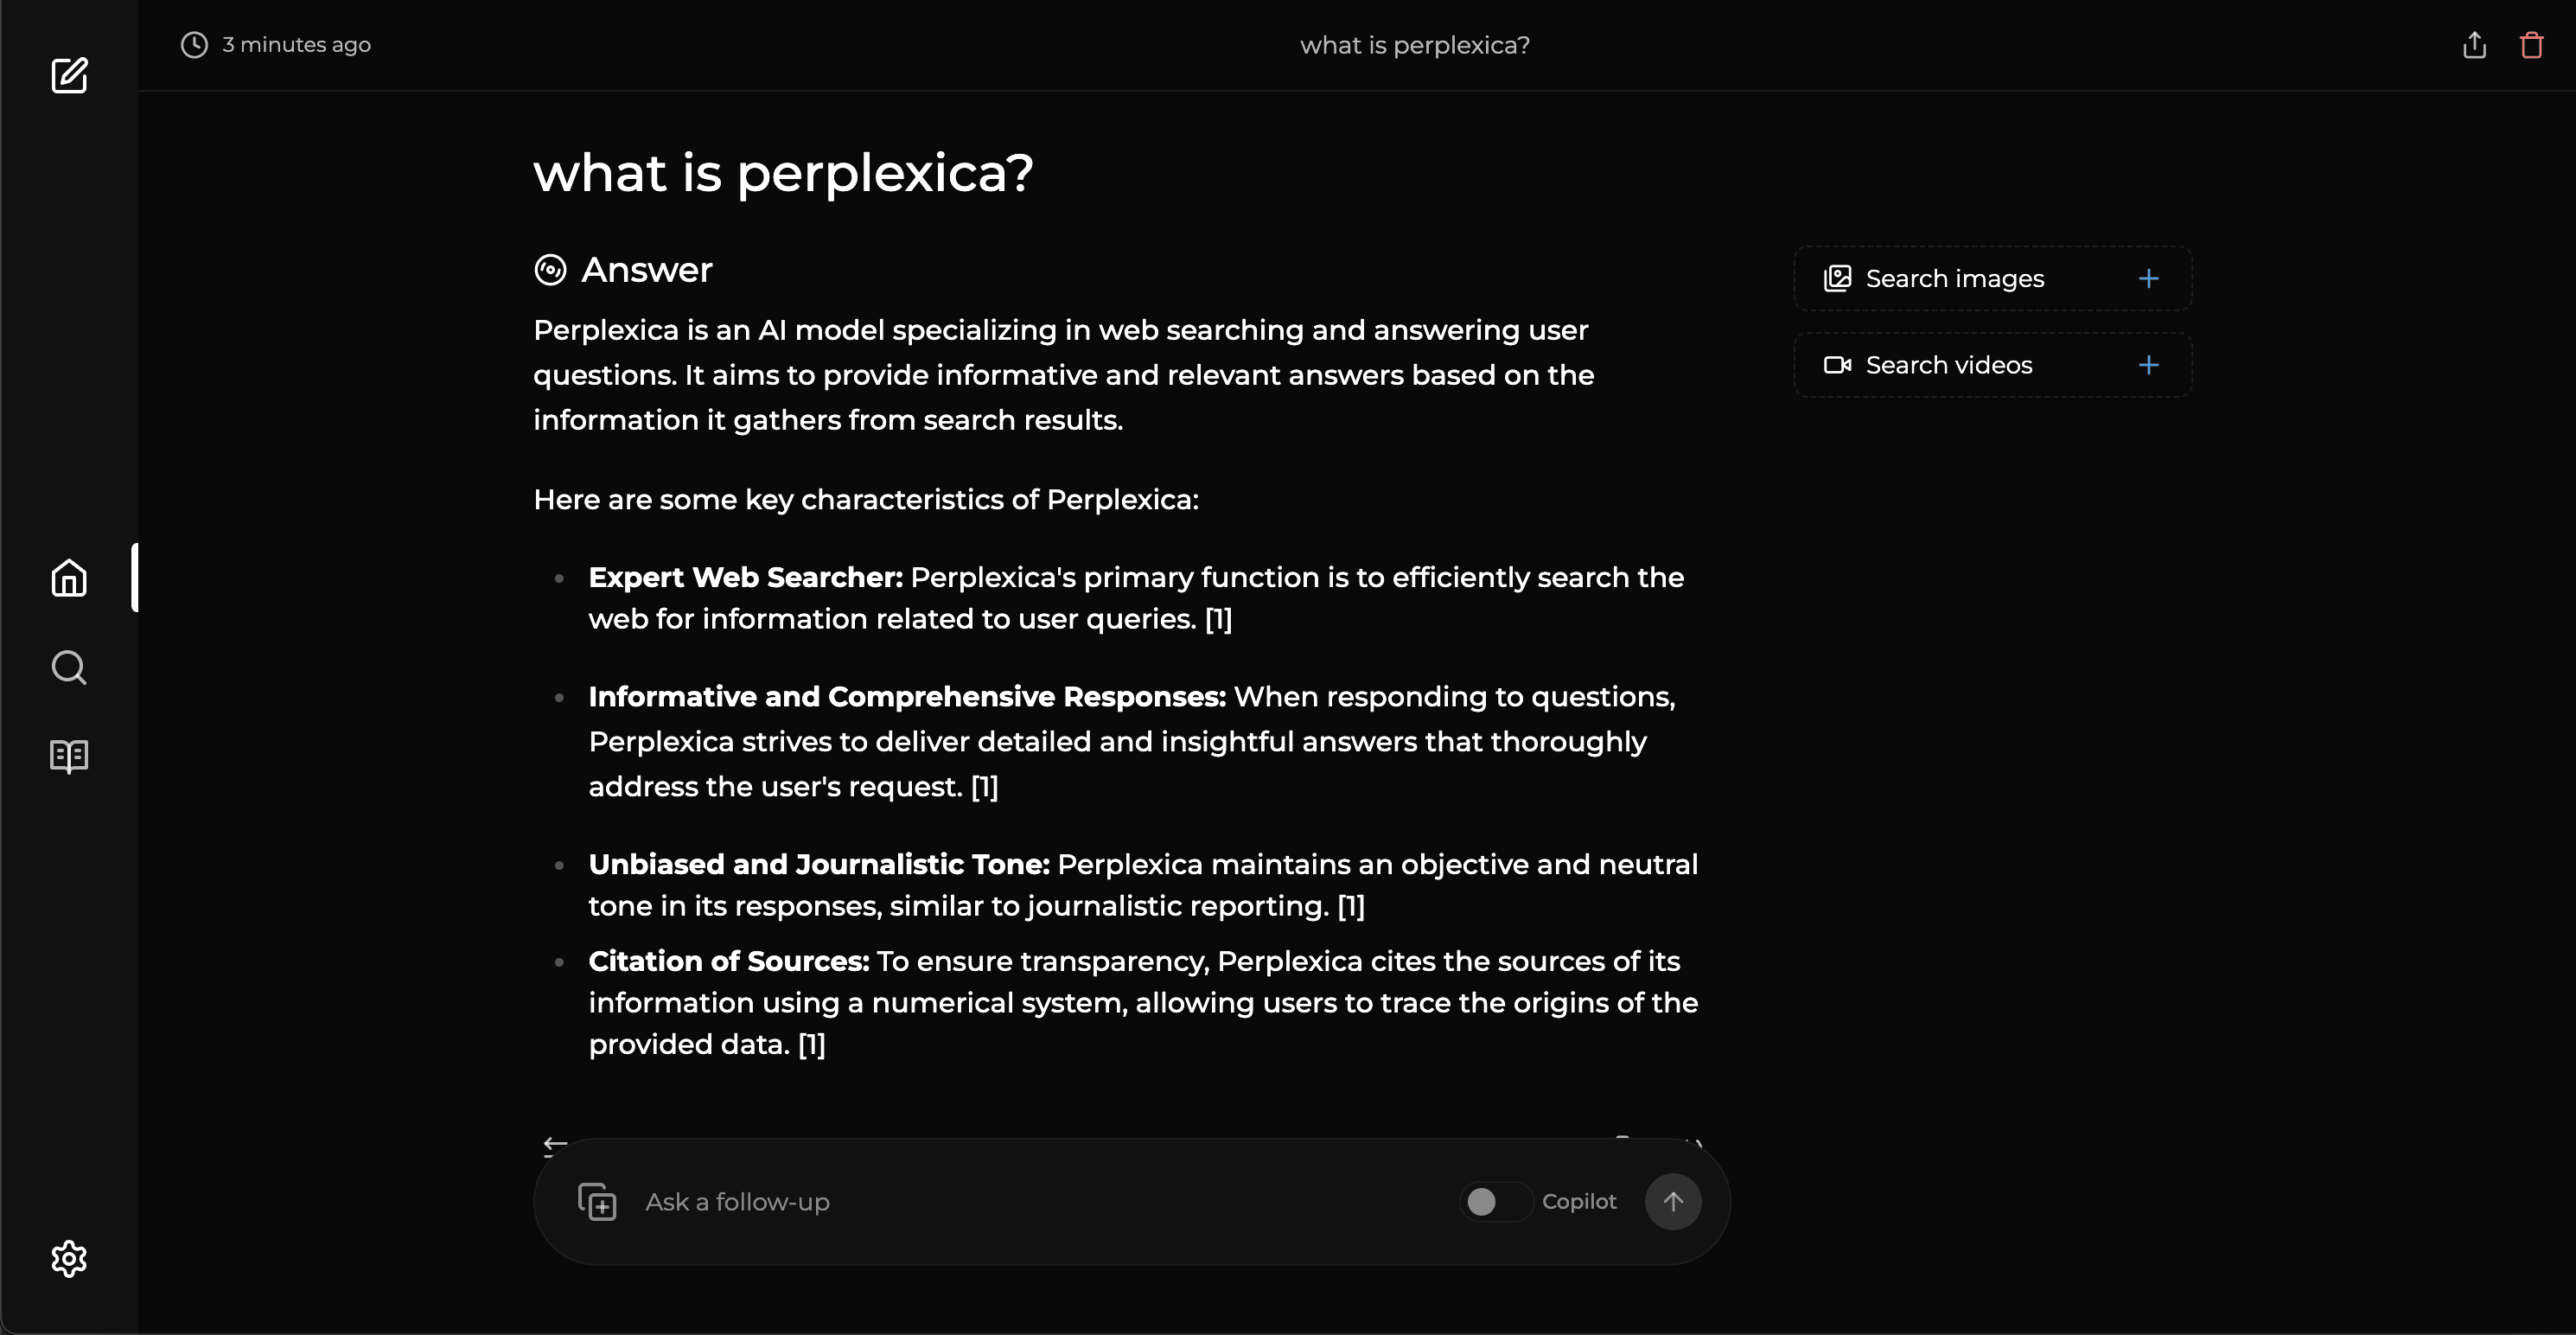 3 minutes ago
what is perplexica?
what is perplexica?
Answer
Perplexica is an AI model specializing in web searching and answering user
questions. It aims to provide informative and relevant answers based on the
information it gathers from search results.
Here are some key characteristics of Perplexica:
Expert Web Searcher: Perplexica's primary function is to efficiently search the
web for information related to user queries. [1]
Informative and Comprehensive Responses: When responding to questions,
Perplexica strives to deliver detailed and insightful answers that thoroughly
address the user's request. [1]
Unbiased and Journalistic Tone: Perplexica maintains an objective and neutral
tone in its responses, similar to journalistic reporting. [1]
Citation of Sources: To ensure transparency, Perplexica cites the sources of its
information using a numerical system, allowing users to trace the origins of the
provided data. [1]
Search images
Search videos
Ask a follow-up
Copilot